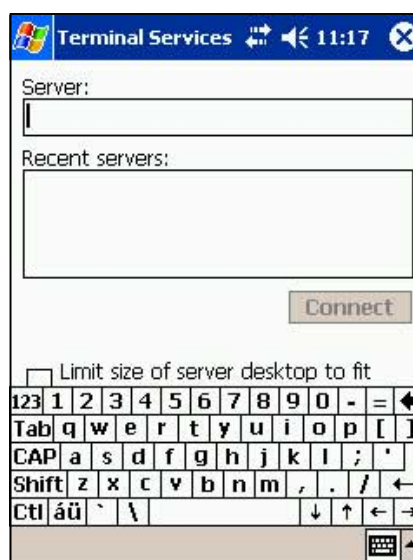 Terminal Services 11:17
Server:
Recent servers:
Connect
Limit size of server desktop to fit
123 1 2 3 4 5 6 7 8 9 0 - =
Tab q w e r t y u i o p [ ]
CAP a s d f g h j k l ; '
Shift z x c v b n m , . / ←
Ctl áü ` \ ↓ ↑ ← →